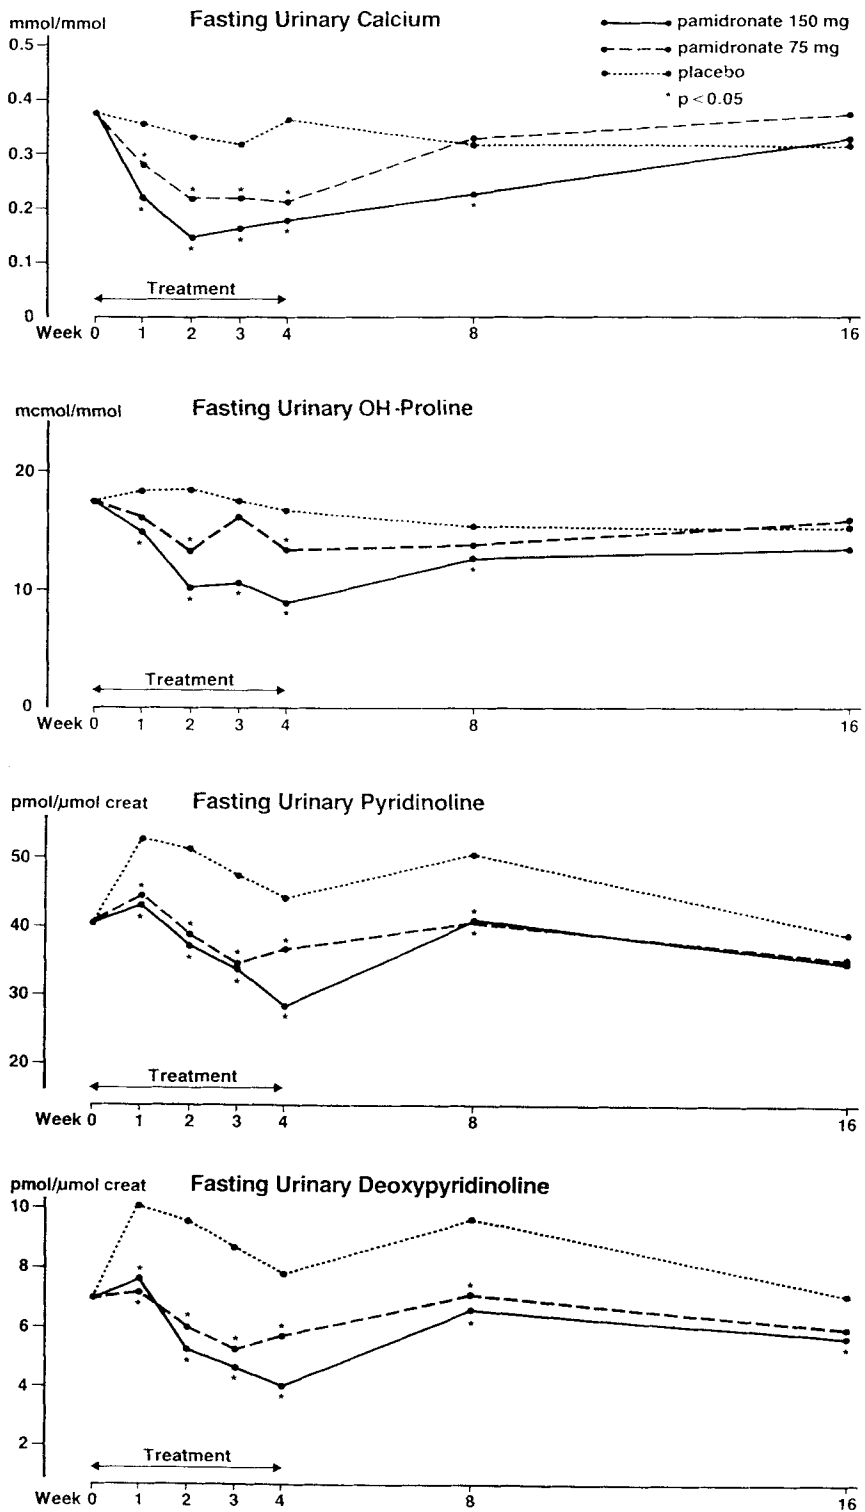 mmol/mmol Fasting Urinary Calcium
pamidronate 150 mg
pamidronate 75 mg
placebo
* p<0.05
0.5
0.4
0.3
0.2
0.1
0
Treatment
Week 0 1 2 3 4 8 16
mcmol/mmol Fasting Urinary OH-Proline
20
10
0
Treatment
Week 0 1 2 3 4 8 16
pmol/µmol creat Fasting Urinary Pyridinoline
50
40
30
20
Treatment
Week 0 1 2 3 4 8 16
pmol/µmol creat Fasting Urinary Deoxypyridinoline
10
8
6
4
2
Treatment
Week 0 1 2 3 4 8 16